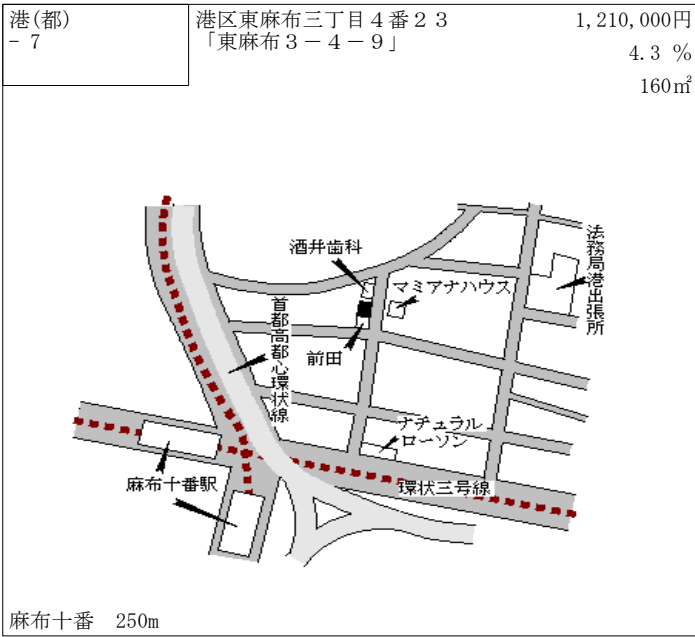 港(都)
－7
港区東麻布三丁目４番２３
「東麻布３－４－９」
1,210,000円
4.3 %
160㎡
酒井歯科
マミアナハウス
法務局港出張所
首都高都心環状線
前田
ナチュラル
ローソン
麻布十番駅
環状三号線
麻布十番　250m